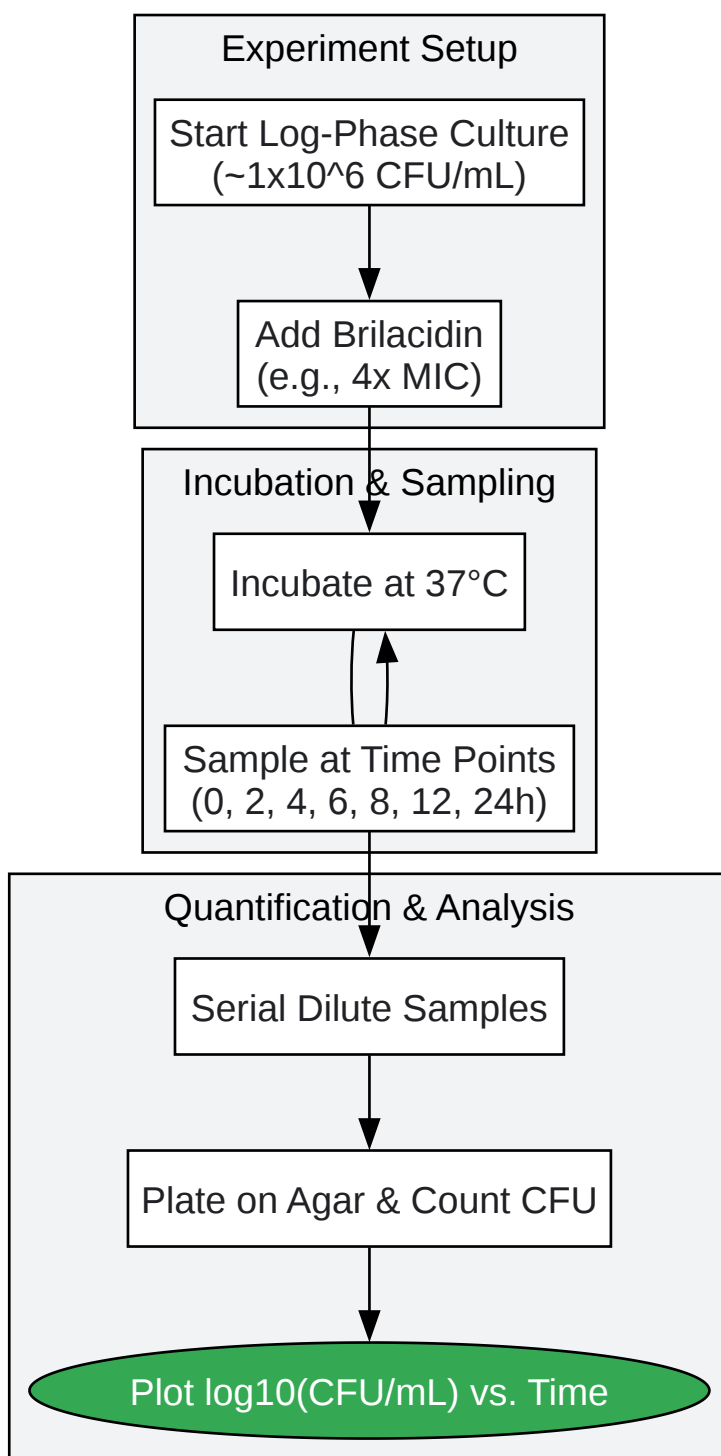 Experiment Setup
Start Log-Phase Culture
(~1x10^6 CFU/mL)
Add Brilacidin
(e.g., 4x MIC)
Incubation & Sampling
Incubate at 37°C
Sample at Time Points
(0, 2, 4, 6, 8, 12, 24h)
Quantification & Analysis
Serial Dilute Samples
Plate on Agar & Count CFU
Plot log10(CFU/mL) vs. Time